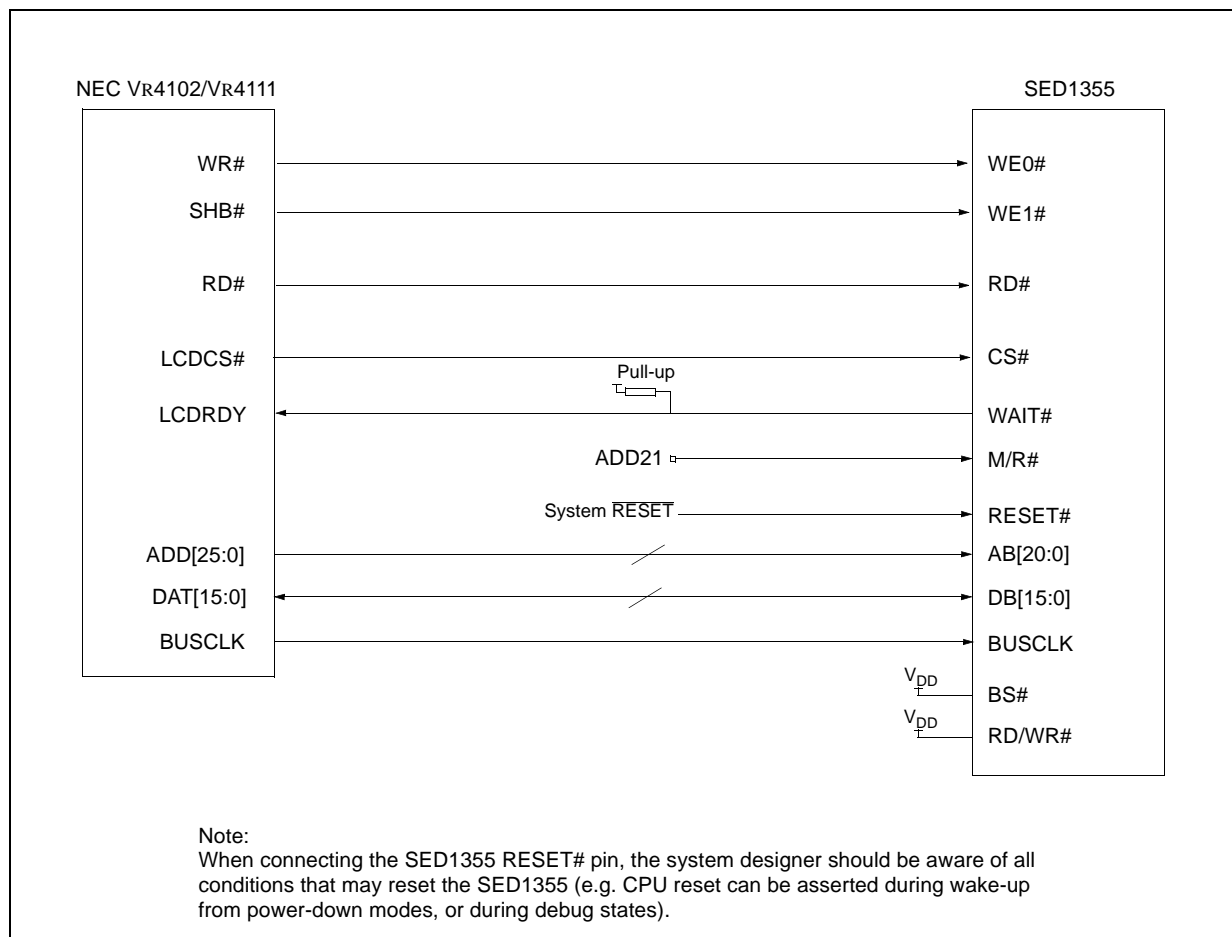 NEC VR4102/VR4111 SED1355
WR# WE0#
SHB# WE1#
RD# RD#
LCDCS# CS#
Pull-up
LCDRDY WAIT#
ADD21 M/R#
System RESET RESET#
ADD[25:0] AB[20:0]
DAT[15:0] DB[15:0]
BUSCLK BUSCLK
VDD
BS#
VDD
RD/WR#
Note:
When connecting the SED1355 RESET# pin, the system designer should be aware of all
conditions that may reset the SED1355 (e.g. CPU reset can be asserted during wake-up
from power-down modes, or during debug states).